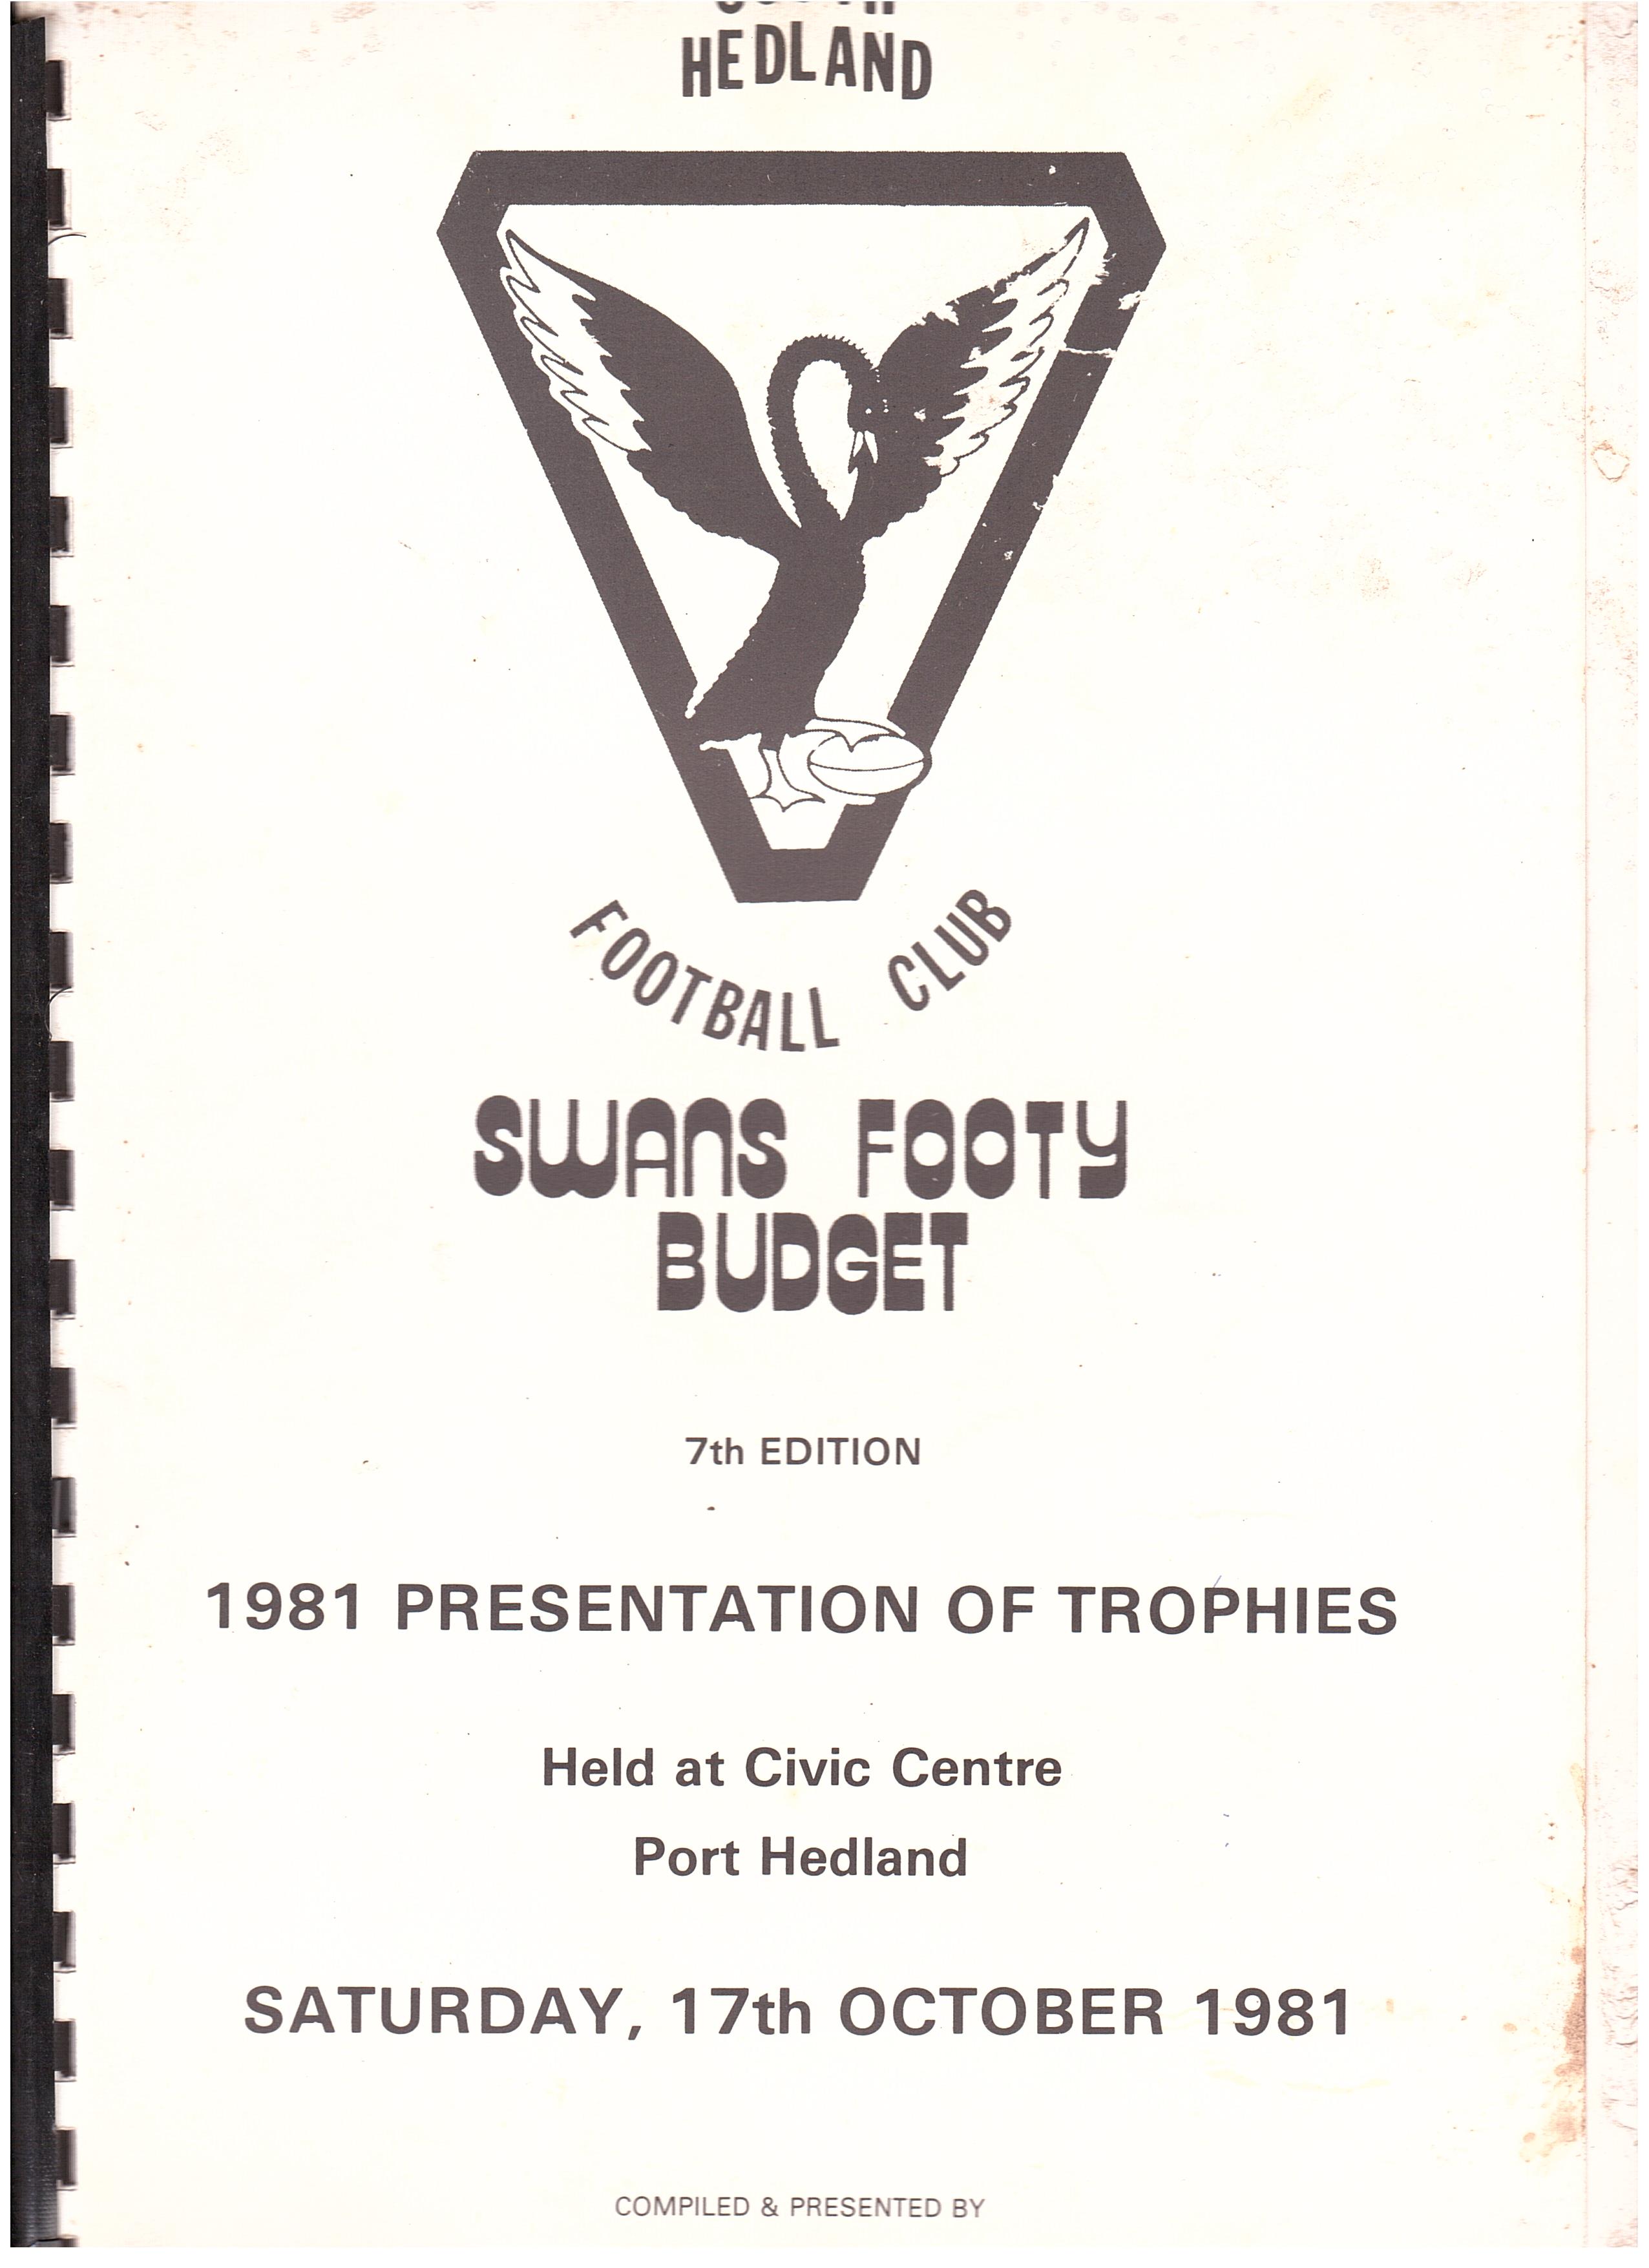 HEDLAND
FOOTBALL CLUB
SWANS FOOTY
BUDGET
7th EDITION
1981 PRESENTATION OF TROPHIES
Held at Civic Centre
Port Hedland
SATURDAY, 17th OCTOBER 1981
COMPILED & PRESENTED BY